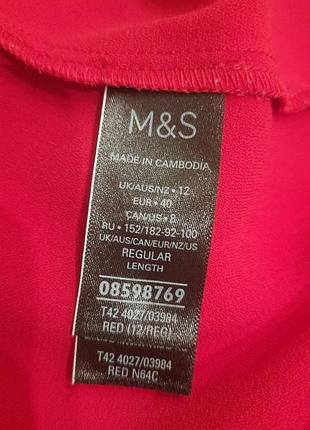 M&S
MADE IN CAMBODIA
UK/AUS/NZ • 12
EUR • 40
CAN/US • 8
RU • 152/182-92-100
UK/AUS/CAN/EUR/NZ/US
REGULAR
LENGTH
08598769
T42 4027/03984
RED (12/REG)
T42 4027/03984
RED N64C